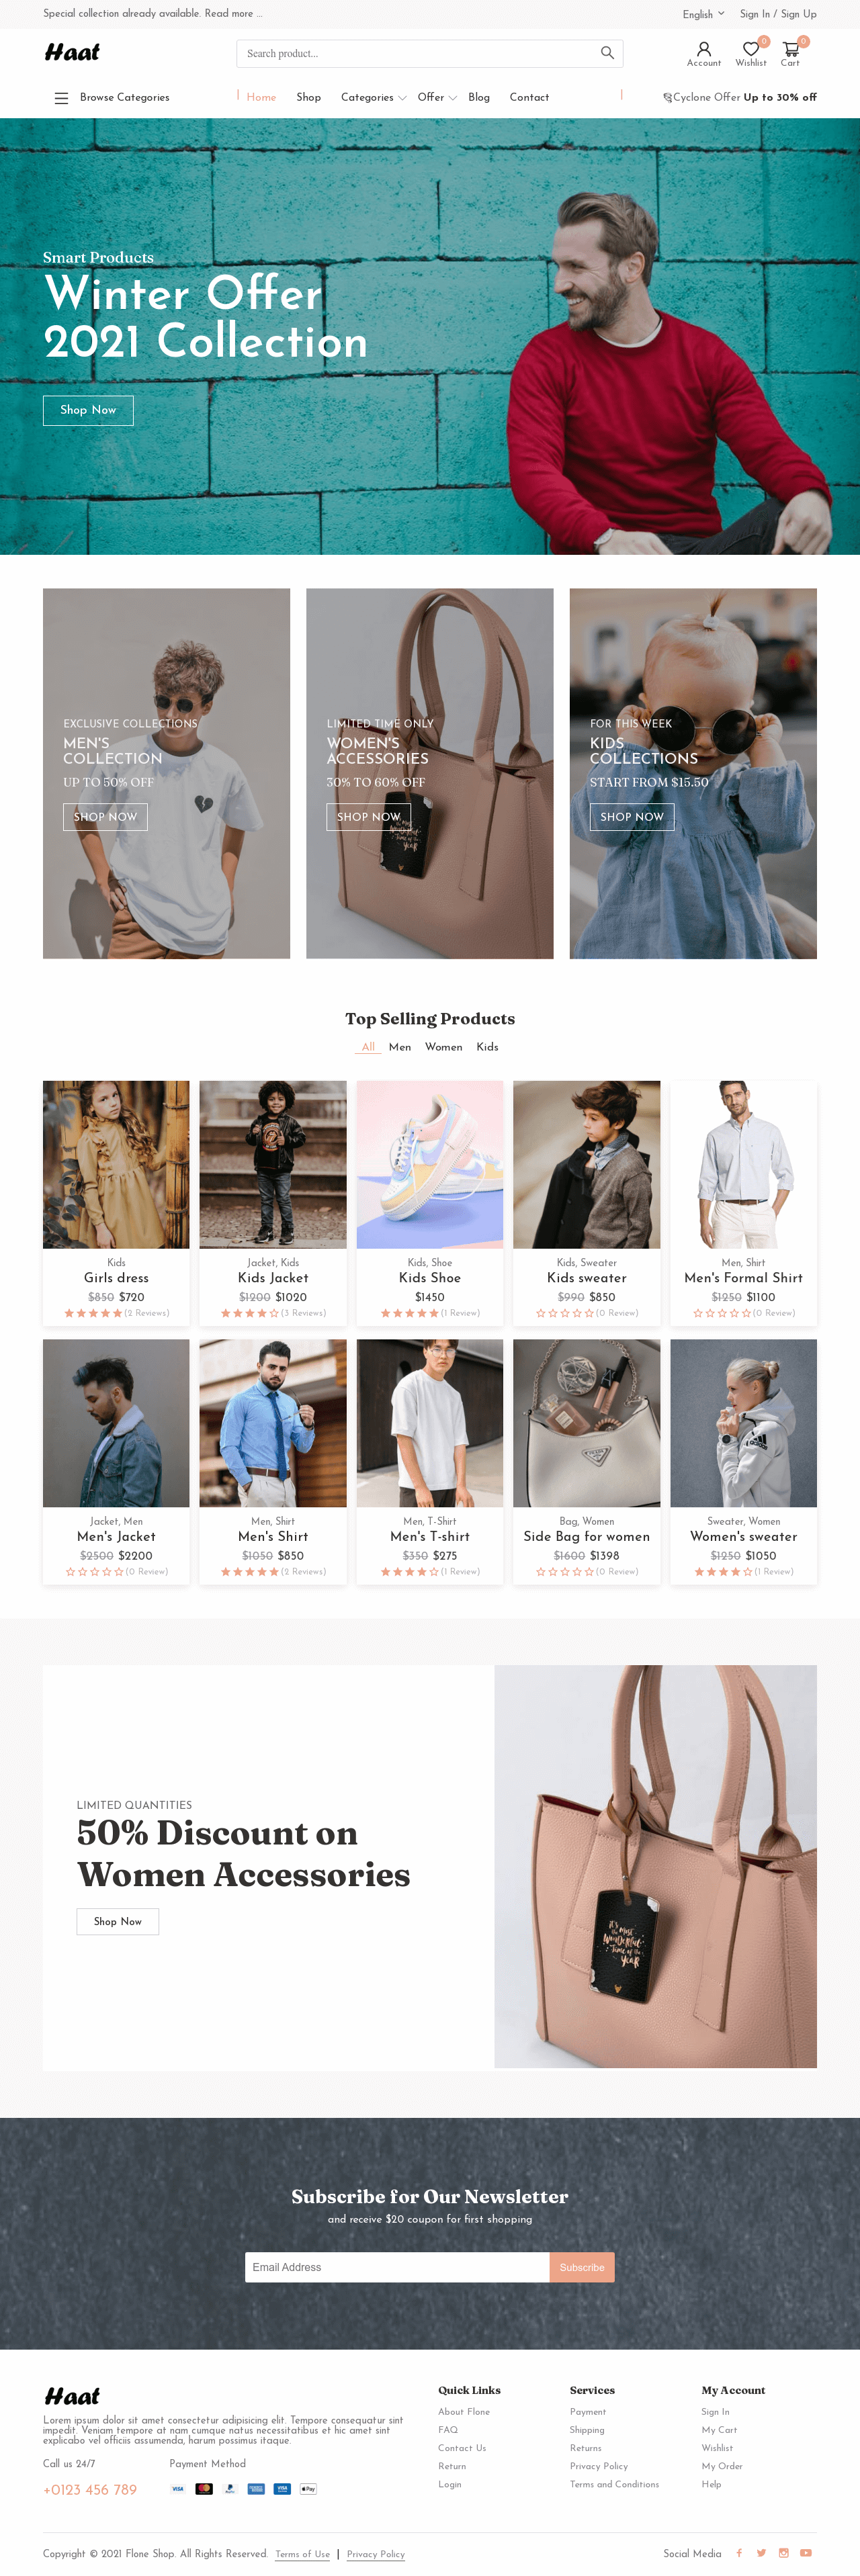 Special collection already available. Read more ...
English
Sign In / Sign Up
Haat
Search product...
0
0
Account
Wishlist
Cart
Browse Categories
Home
Shop
Categories
Offer
Blog
Contact
Cyclone Offer Up to 30% off
Smart Products
Winter Offer
2021 Collection
Shop Now
EXCLUSIVE COLLECTIONS
MEN'S
COLLECTION
UP TO 50% OFF
SHOP NOW
LIMITED TIME ONLY
WOMEN'S
ACCESSORIES
30% TO 60% OFF
SHOP NOW
FOR THIS WEEK
KIDS
COLLECTIONS
START FROM $15.50
SHOP NOW
Top Selling Products
All
Men
Women
Kids
Kids
Girls dress
$850 $720
(2 Reviews)
Jacket, Kids
Kids Jacket
$1200 $1020
(3 Reviews)
Kids, Shoe
Kids Shoe
$1450
(1 Review)
Kids, Sweater
Kids sweater
$990 $850
(0 Review)
Men, Shirt
Men's Formal Shirt
$1250 $1100
(0 Review)
Jacket, Men
Men's Jacket
$2500 $2200
(0 Review)
Men, Shirt
Men's Shirt
$1050 $850
(2 Reviews)
Men, T-Shirt
Men's T-shirt
$350 $275
(1 Review)
Bag, Women
Side Bag for women
$1600 $1398
(0 Review)
adidas
Sweater, Women
Women's sweater
$1250 $1050
(1 Review)
LIMITED QUANTITIES
50% Discount on
Women Accessories
Shop Now
it's
the most
wonderful
Time of the
YEAR
Subscribe for Our Newsletter
and receive $20 coupon for first shopping
Email Address
Subscribe
Haat
Lorem ipsum dolor sit amet consectetur adipisicing elit. Tempore consequatur sint
impedit. Veniam tempore at nam cumque natus necessitatibus et hic amet sint
explicabo vel officiis assumenda, harum possimus itaque.
Call us 24/7
+0123 456 789
Payment Method
VISA
PayPal
VISA
Pay
Quick Links
About Flone
FAQ
Contact Us
Return
Login
Services
Payment
Shipping
Returns
Privacy Policy
Terms and Conditions
My Account
Sign In
My Cart
Wishlist
My Order
Help
Copyright © 2021 Flone Shop. All Rights Reserved.
Terms of Use | Privacy Policy
Social Media